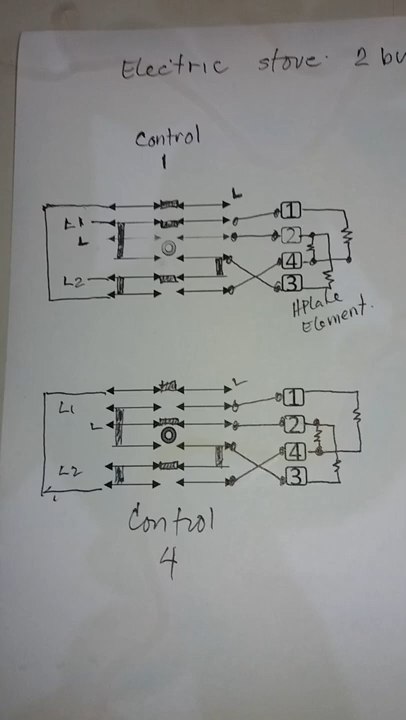 Electric stove. 2 bu
Control
1
L
L1
L
L2
1
2
4
3
HPlate
Element.
L
L1
L
L2
1
2
4
3
Control
4